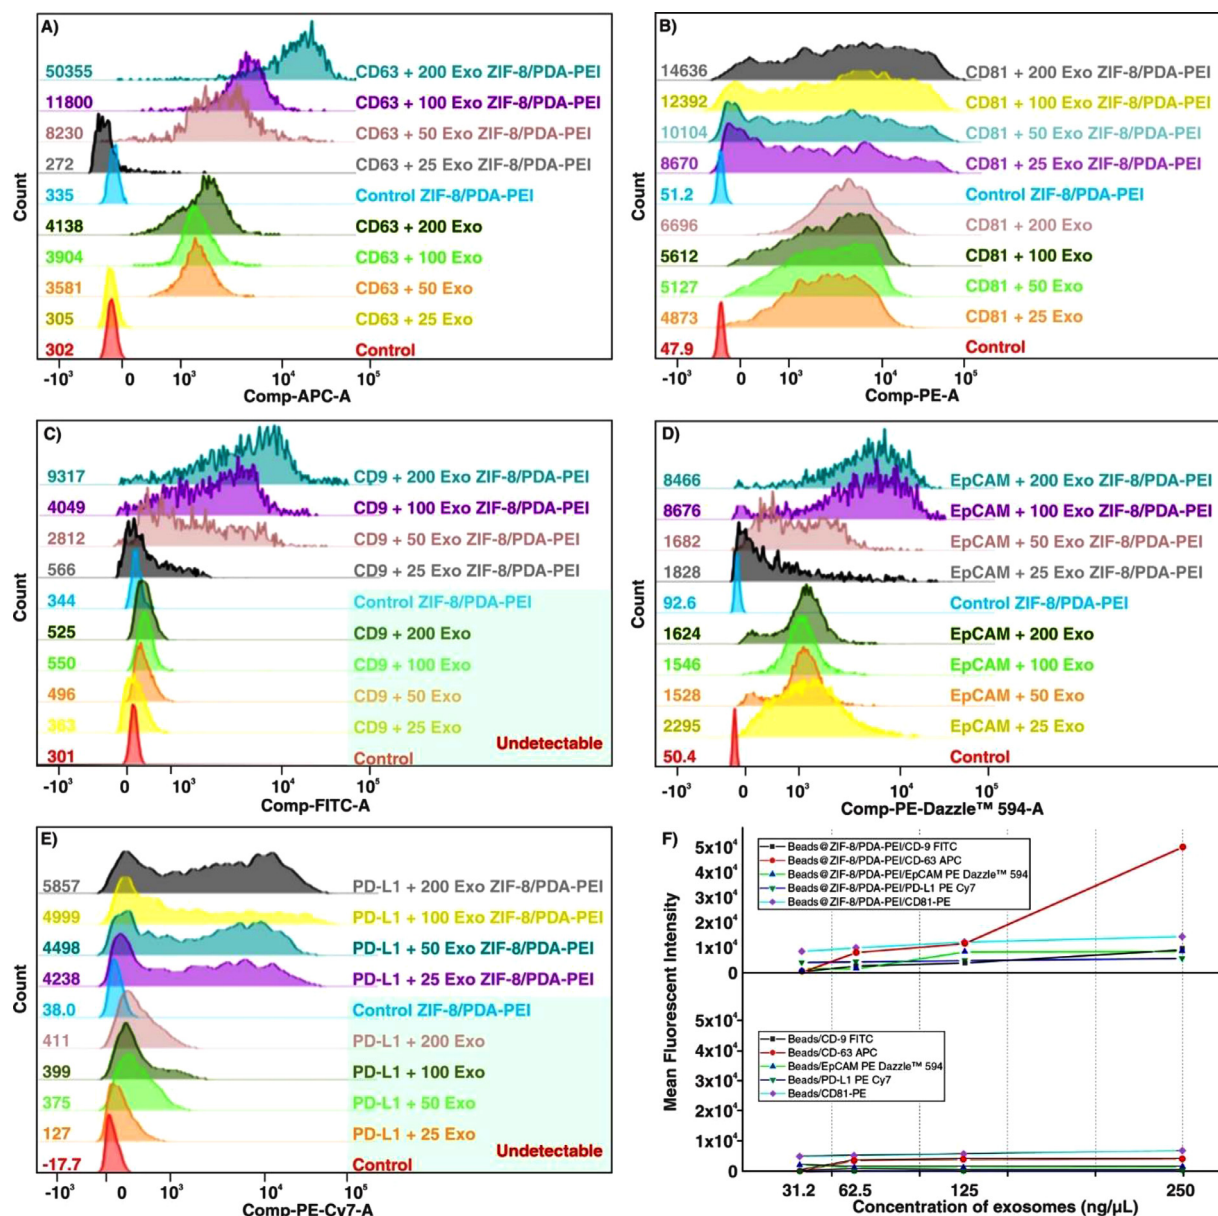 A)
50355 CD63 + 200 Exo ZIF-8/PDA-PEI
11800 CD63 + 100 Exo ZIF-8/PDA-PEI
8230 CD63 + 50 Exo ZIF-8/PDA-PEI
272 CD63 + 25 Exo ZIF-8/PDA-PEI
335 Control ZIF-8/PDA-PEI
4138 CD63 + 200 Exo
3904 CD63 + 100 Exo
3581 CD63 + 50 Exo
305 CD63 + 25 Exo
302 Control
Count
-10³ 0 10³ 10⁴ 10⁵
Comp-APC-A
B)
14636 CD81 + 200 Exo ZIF-8/PDA-PEI
12392 CD81 + 100 Exo ZIF-8/PDA-PEI
10104 CD81 + 50 Exo ZIF-8/PDA-PEI
8670 CD81 + 25 Exo ZIF-8/PDA-PEI
51.2 Control ZIF-8/PDA-PEI
6696 CD81 + 200 Exo
5612 CD81 + 100 Exo
5127 CD81 + 50 Exo
4873 CD81 + 25 Exo
47.9 Control
Count
-10³ 0 10³ 10⁴ 10⁵
Comp-PE-A
C)
9317 CD9 + 200 Exo ZIF-8/PDA-PEI
4049 CD9 + 100 Exo ZIF-8/PDA-PEI
2812 CD9 + 50 Exo ZIF-8/PDA-PEI
566 CD9 + 25 Exo ZIF-8/PDA-PEI
344 Control ZIF-8/PDA-PEI
525 CD9 + 200 Exo
550 CD9 + 100 Exo
496 CD9 + 50 Exo
363 CD9 + 25 Exo
Undetectable
301 Control
Count
-10³ 0 10³ 10⁴ 10⁵
Comp-FITC-A
D)
8466 EpCAM + 200 Exo ZIF-8/PDA-PEI
8676 EpCAM + 100 Exo ZIF-8/PDA-PEI
1682 EpCAM + 50 Exo ZIF-8/PDA-PEI
1828 EpCAM + 25 Exo ZIF-8/PDA-PEI
92.6 Control ZIF-8/PDA-PEI
1624 EpCAM + 200 Exo
1546 EpCAM + 100 Exo
1528 EpCAM + 50 Exo
2295 EpCAM + 25 Exo
50.4 Control
Count
-10³ 0 10³ 10⁴ 10⁵
Comp-PE-Dazzle™ 594-A
E)
5857 PD-L1 + 200 Exo ZIF-8/PDA-PEI
4999 PD-L1 + 100 Exo ZIF-8/PDA-PEI
4498 PD-L1 + 50 Exo ZIF-8/PDA-PEI
4238 PD-L1 + 25 Exo ZIF-8/PDA-PEI
38.0 Control ZIF-8/PDA-PEI
411 PD-L1 + 200 Exo
399 PD-L1 + 100 Exo
375 PD-L1 + 50 Exo
127 PD-L1 + 25 Exo
Undetectable
-17.7 Control
Count
-10³ 0 10³ 10⁴ 10⁵
Comp-PE-Cy7-A
F)
Mean Fluorescent Intensity
5x10⁴
4x10⁴
3x10⁴
2x10⁴
1x10⁴
0
Beads@ZIF-8/PDA-PEI/CD-9 FITC
Beads@ZIF-8/PDA-PEI/CD-63 APC
Beads@ZIF-8/PDA-PEI/EpCAM PE Dazzle™ 594
Beads@ZIF-8/PDA-PEI/PD-L1 PE Cy7
Beads@ZIF-8/PDA-PEI/CD81-PE
5x10⁴
4x10⁴
3x10⁴
2x10⁴
1x10⁴
0
Beads/CD-9 FITC
Beads/CD-63 APC
Beads/EpCAM PE Dazzle™ 594
Beads/PD-L1 PE Cy7
Beads/CD81-PE
31.2 62.5 125 250
Concentration of exosomes (ng/µL)